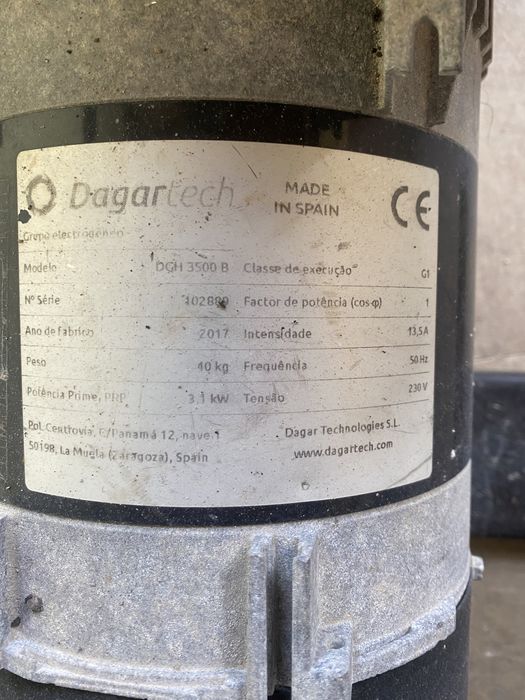 Dagartech
MADE
IN SPAIN
CE
Grupo electrogéneo
Modelo DGH 3500 B Classe de execução G1
Nº Série 102889 Factor de potência (cos φ) 1
Ano de fabrico 2017 Intensidade 13,5 A
Peso 40 kg Frequência 50 Hz
Potência Prime, PRP 3.1 kW Tensão 230 V
Pol. Centrovia, C/Panamá 12, nave 1 Dagar Technologies S.L.
50198, La Muela (Zaragoza), Spain www.dagartech.com